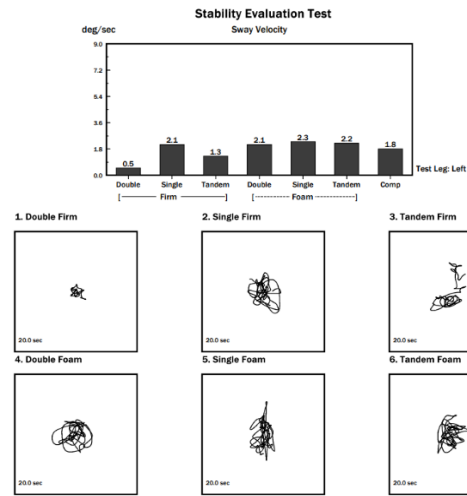 Stability Evaluation Test
deg/sec
Sway Velocity
9.0
7.2
5.4
3.6
1.8
0.0
0.5
2.1
1.3
2.1
2.3
2.2
1.8
Test Leg: Left
Double Single Tandem Double Single Tandem Comp
[ Firm ] [ Foam ]
1. Double Firm
2. Single Firm
3. Tandem Firm
20.0 sec
20.0 sec
20.0 sec
4. Double Foam
5. Single Foam
6. Tandem Foam
20.0 sec
20.0 sec
20.0 sec